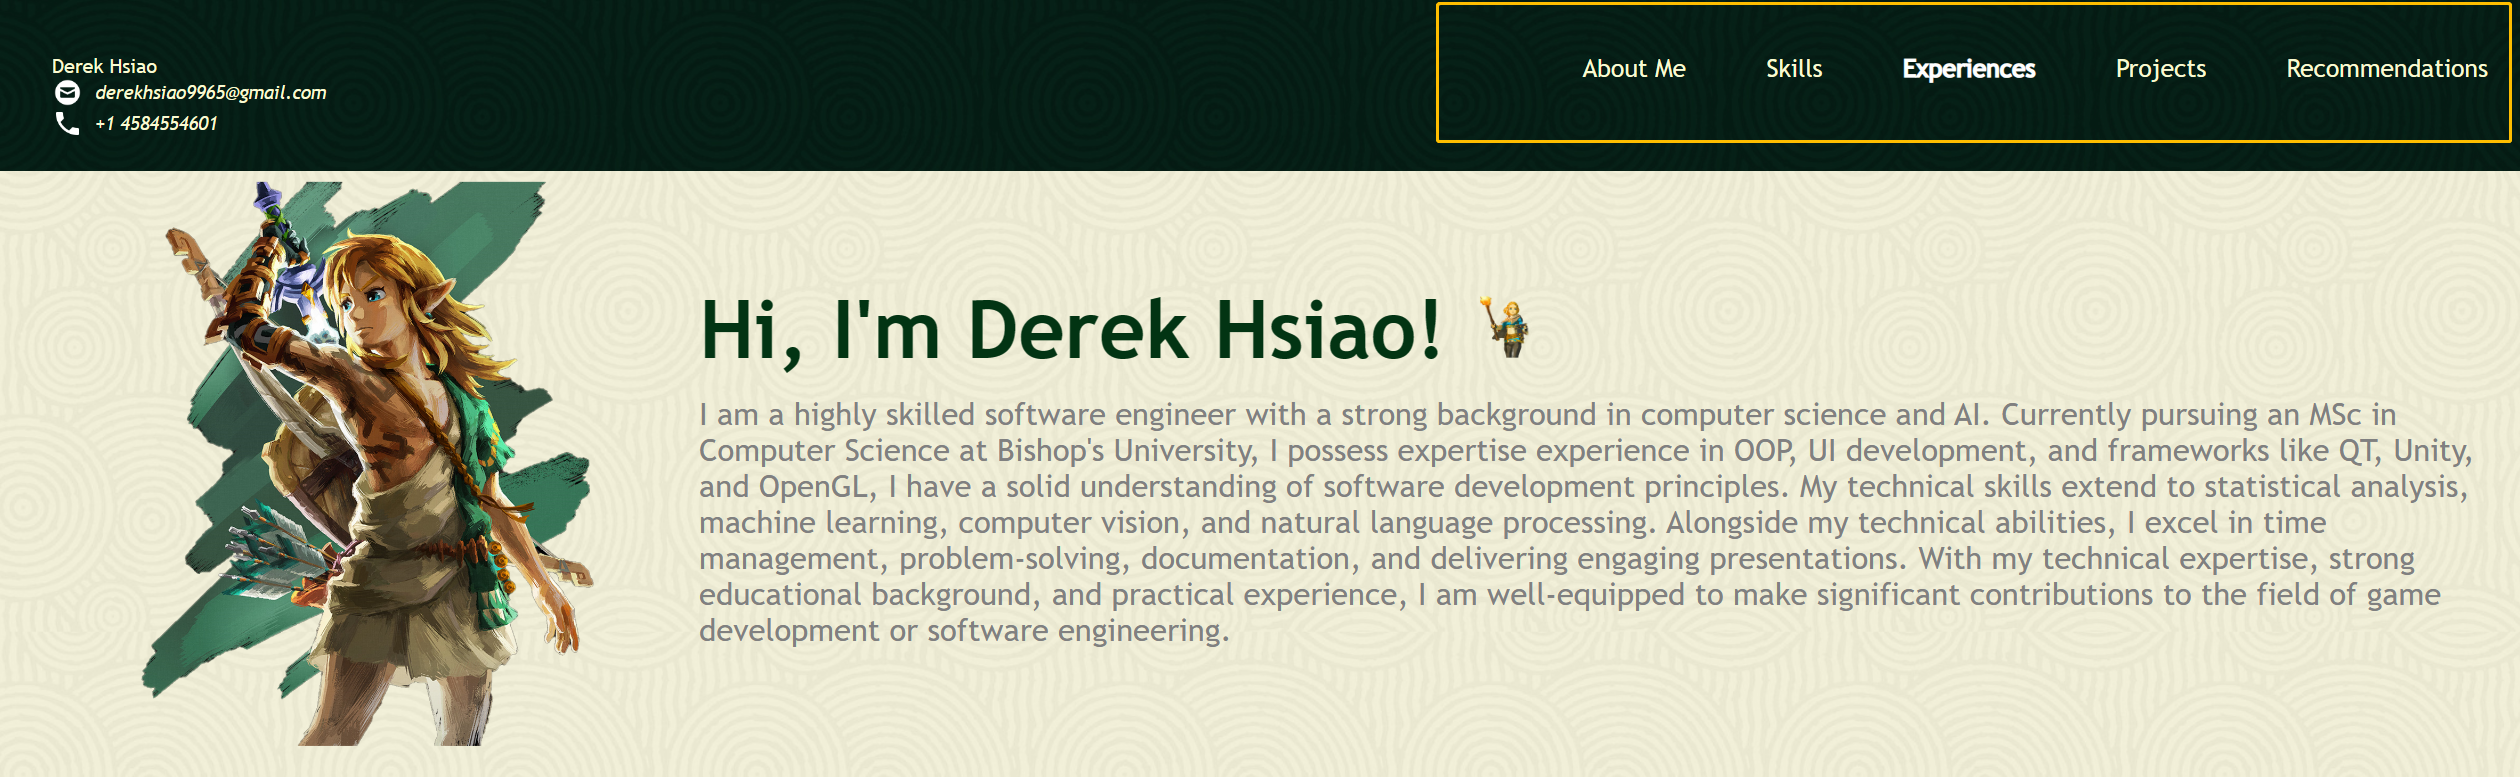 Derek Hsiao
derekhsiao9965@gmail.com
+1 4584554601
About Me Skills Experiences Projects Recommendations
Hi, I'm Derek Hsiao!
I am a highly skilled software engineer with a strong background in computer science and AI. Currently pursuing an MSc in
Computer Science at Bishop's University, I possess expertise experience in OOP, UI development, and frameworks like QT, Unity,
and OpenGL, I have a solid understanding of software development principles. My technical skills extend to statistical analysis,
machine learning, computer vision, and natural language processing. Alongside my technical abilities, I excel in time
management, problem-solving, documentation, and delivering engaging presentations. With my technical expertise, strong
educational background, and practical experience, I am well-equipped to make significant contributions to the field of game
development or software engineering.